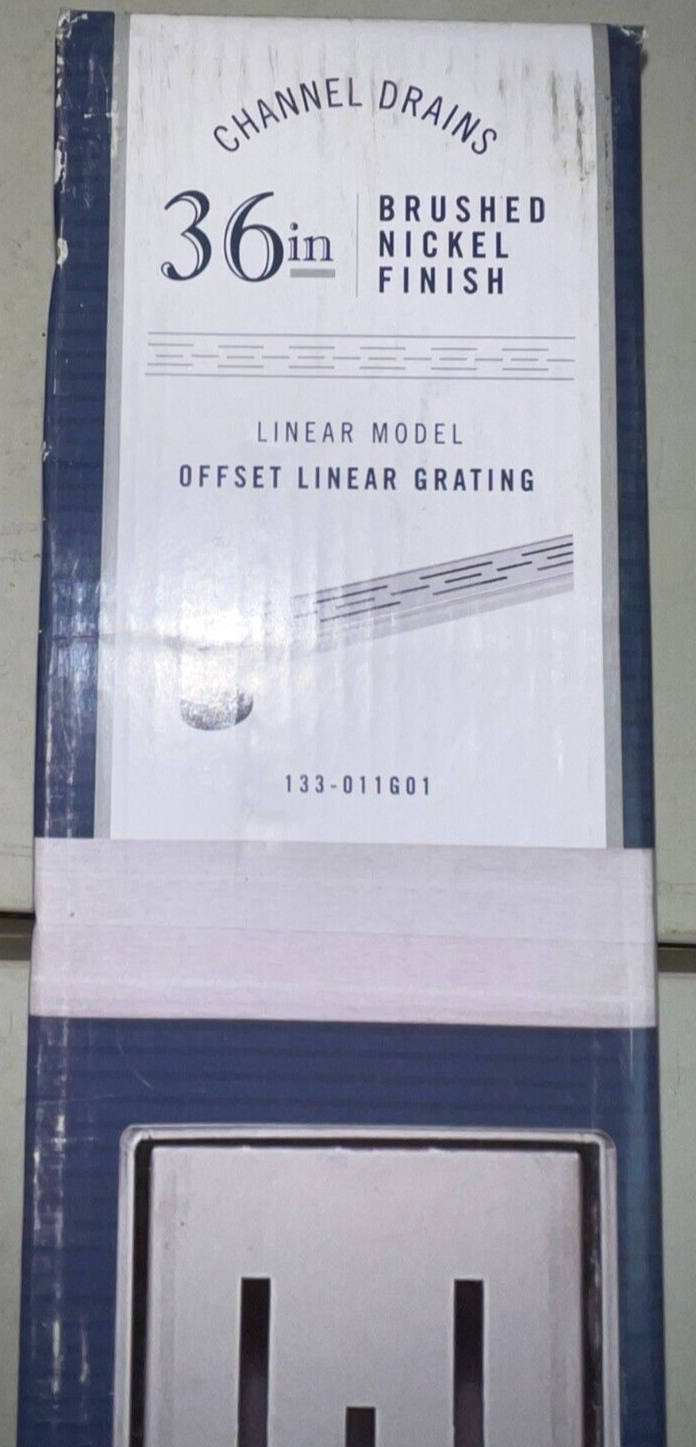 CHANNEL DRAINS
36in
BRUSHED
NICKEL
FINISH
LINEAR MODEL
OFFSET LINEAR GRATING
133-011G01